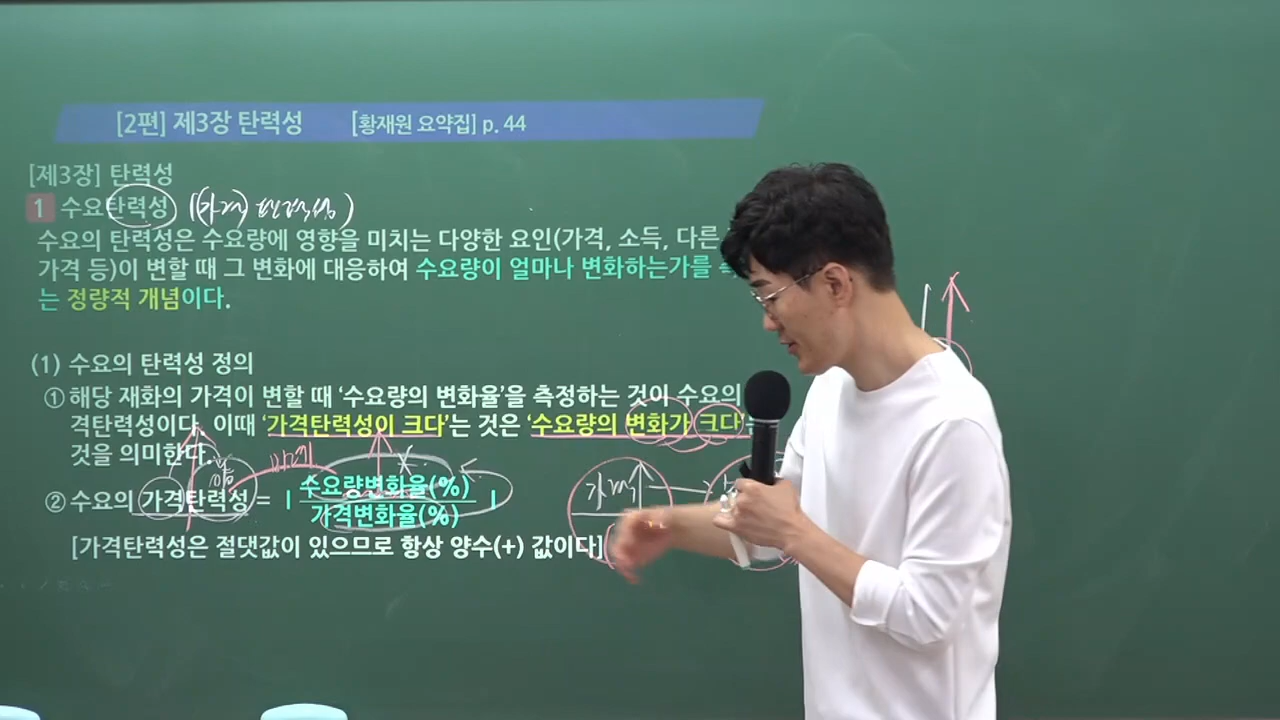 [2편] 제3장 탄력성 [황재원 요약집] p. 44
[제3장] 탄력성
1 수요탄력성 (가격) 탄력성)
수요의 탄력성은 수요량에 영향을 미치는 다양한 요인(가격, 소득, 다른
가격 등)이 변할 때 그 변화에 대응하여 수요량이 얼마나 변화하는가를
는 정량적 개념이다.
(1) 수요의 탄력성 정의
① 해당 재화의 가격이 변할 때 ‘수요량의 변화율’을 측정하는 것이 수요의
격탄력성이다. 이때 ‘가격탄력성이 크다’는 것은 ‘수요량의 변화가 크다’는
것을 의미한다.
② 수요의 가격탄력성 = | 수요량변화율(%)
가격변화율(%) |
가격↑
[가격탄력성은 절댓값이 있으므로 항상 양수(+) 값이다]